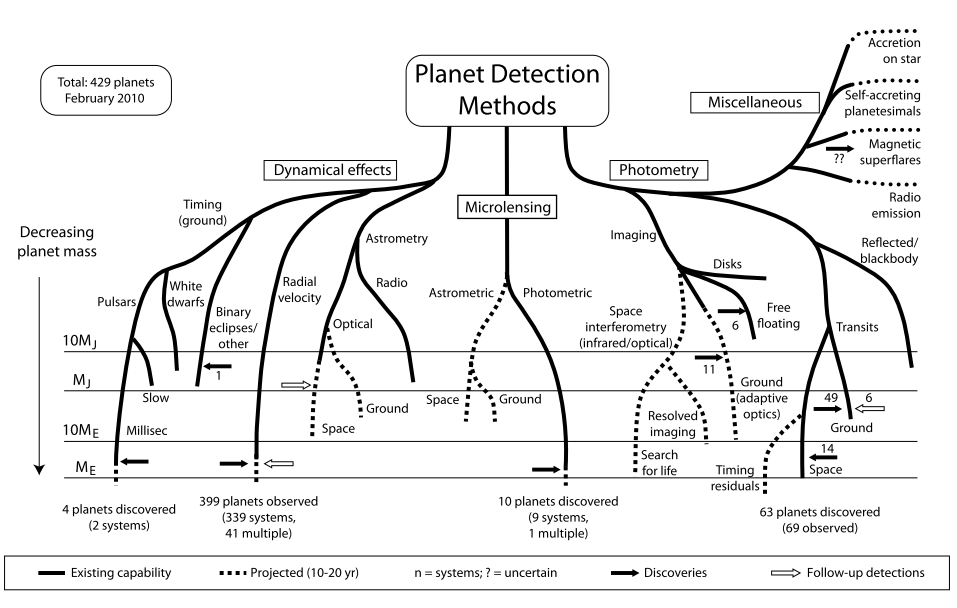 Planet Detection
Methods
Total: 429 planets
February 2010
Accretion
on star
Self-accreting
planetesimals
Miscellaneous
Magnetic
superflares
??
Radio
emission
Dynamical effects
Photometry
Microlensing
Timing
(ground)
Decreasing
planet mass
Astrometry
Imaging
Reflected/
blackbody
Disks
White
dwarfs
Pulsars
Radial
velocity
Radio
Astrometric
Photometric
Binary
eclipses/
other
Optical
Space
interferometry
(infrared/optical)
Free
floating
6
Transits
10MJ
1
11
MJ
Slow
Ground
Space
Space
Ground
Ground
(adaptive
optics)
49
6
Ground
Resolved
imaging
10ME
Millisec
14
Space
ME
Search
for life
Timing
residuals
4 planets discovered
(2 systems)
399 planets observed
(339 systems,
41 multiple)
10 planets discovered
(9 systems,
1 multiple)
63 planets discovered
(69 observed)
Existing capability
Projected (10-20 yr)
n = systems; ? = uncertain
Discoveries
Follow-up detections